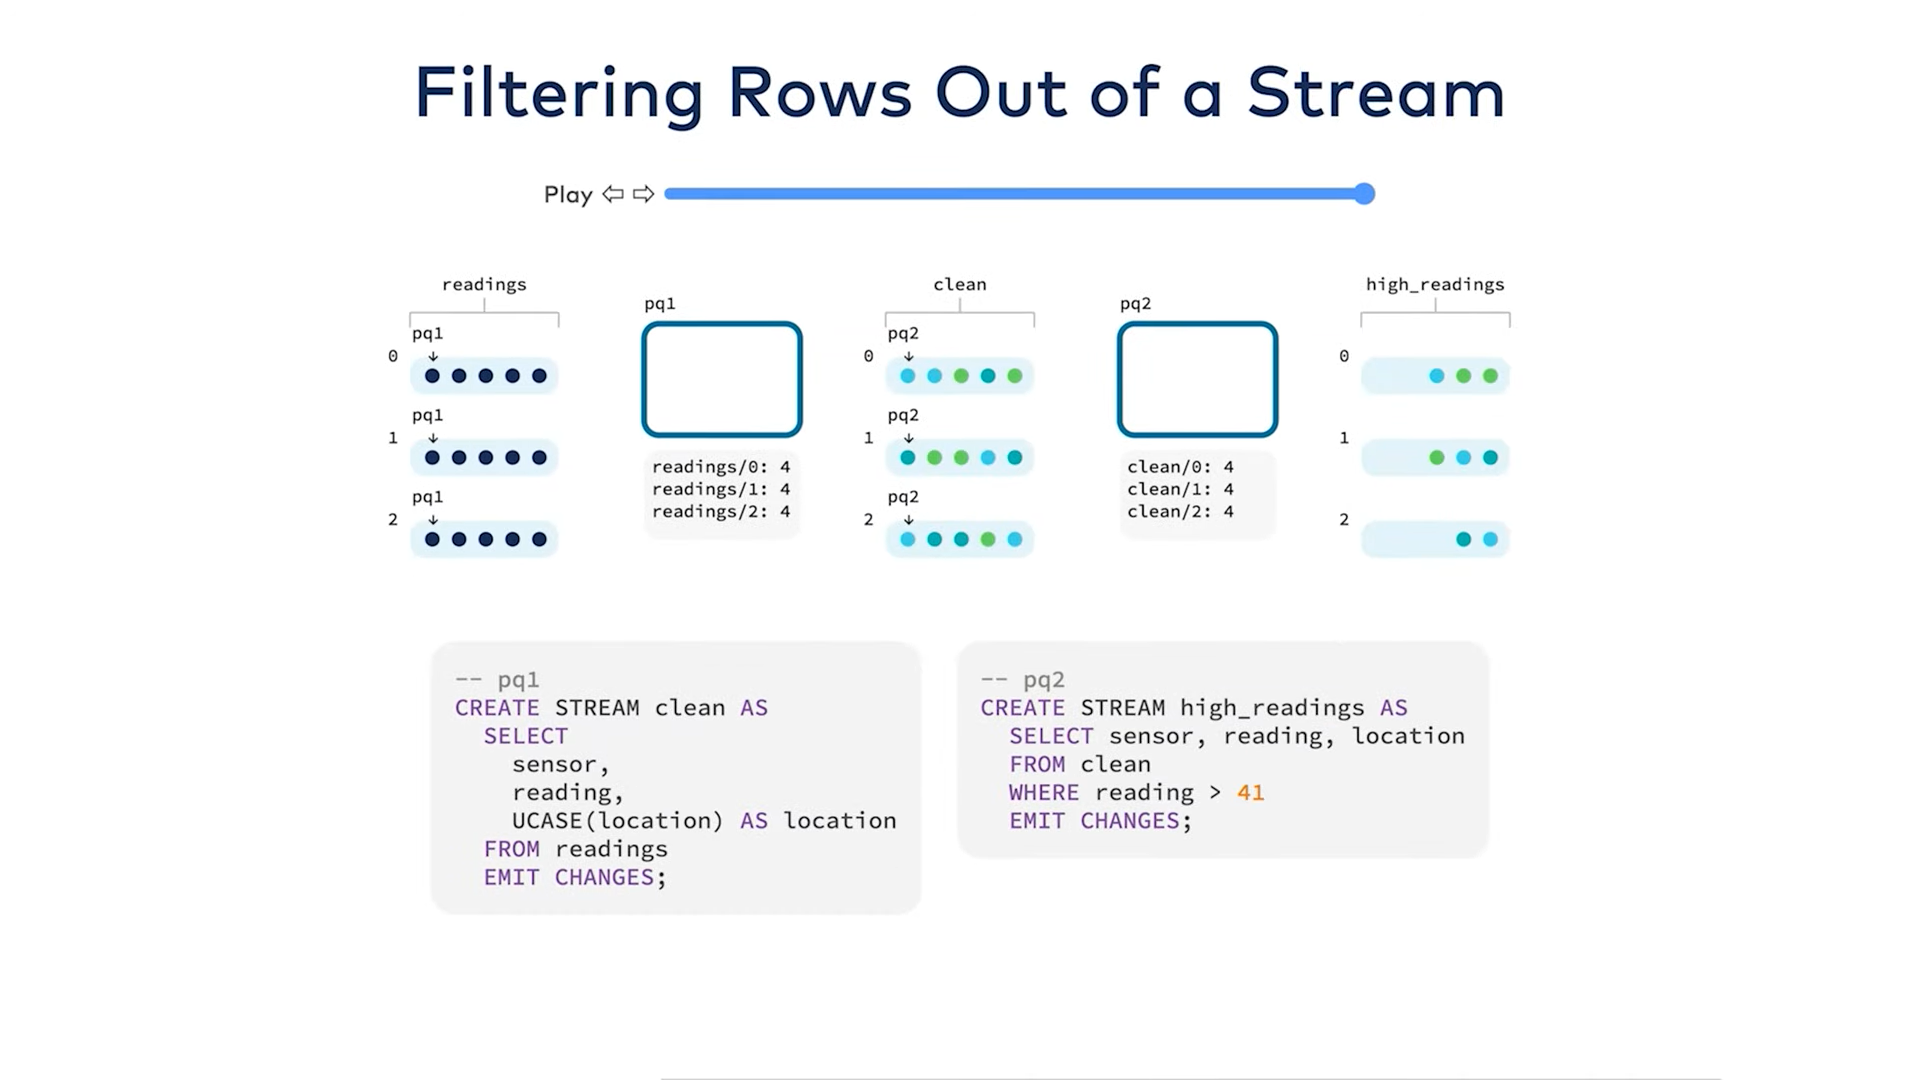 Filtering Rows Out of a Stream
Play ⇦ ⇨
readings
pq1
0
pq1
1
pq1
2
pq1
readings/0: 4
readings/1: 4
readings/2: 4
clean
pq2
0
pq2
1
pq2
2
pq2
clean/0: 4
clean/1: 4
clean/2: 4
high_readings
0
1
2
-- pq1
CREATE STREAM clean AS
SELECT
sensor,
reading,
UCASE(location) AS location
FROM readings
EMIT CHANGES;
-- pq2
CREATE STREAM high_readings AS
SELECT sensor, reading, location
FROM clean
WHERE reading > 41
EMIT CHANGES;